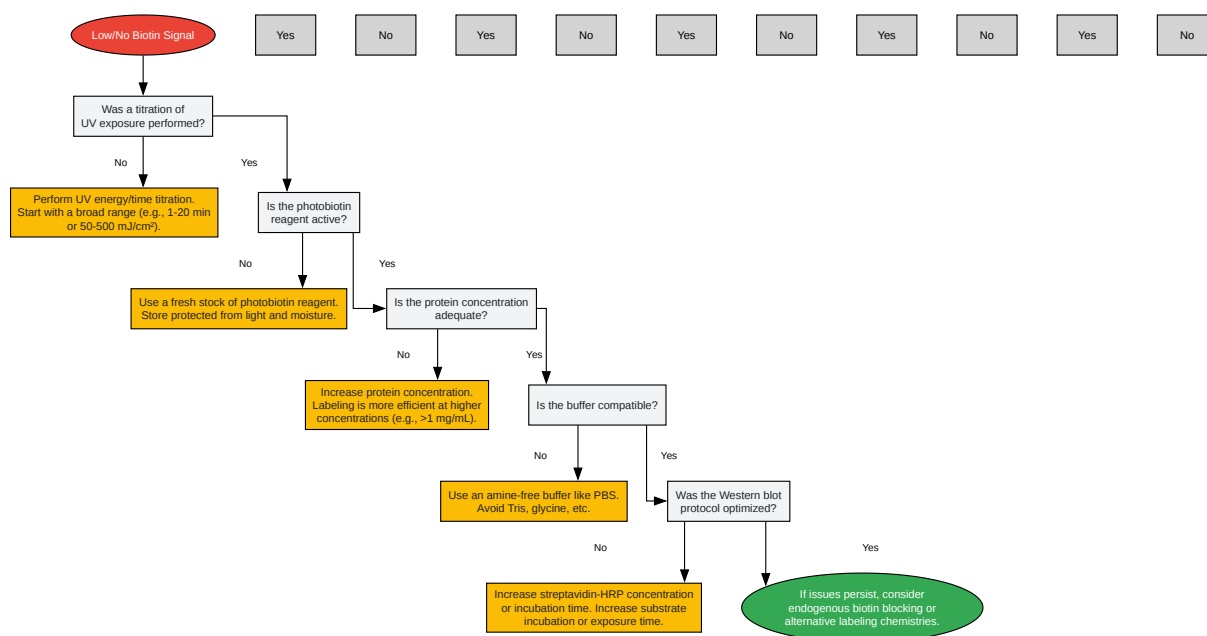 Low/No Biotin Signal
Yes
No
Yes
No
Yes
No
Yes
No
Yes
No
Was a titration of
UV exposure performed?
No
Yes
Perform UV energy/time titration.
Start with a broad range (e.g., 1-20 min
or 50-500 mJ/cm²).
Is the photobiotin
reagent active?
No
Yes
Use a fresh stock of photobiotin reagent.
Store protected from light and moisture.
Is the protein concentration
adequate?
No
Yes
Increase protein concentration.
Labeling is more efficient at higher
concentrations (e.g., >1 mg/mL).
Is the buffer compatible?
No
Yes
Use an amine-free buffer like PBS.
Avoid Tris, glycine, etc.
Was the Western blot
protocol optimized?
No
Yes
Increase streptavidin-HRP concentration
or incubation time. Increase substrate
incubation or exposure time.
If issues persist, consider
endogenous biotin blocking or
alternative labeling chemistries.